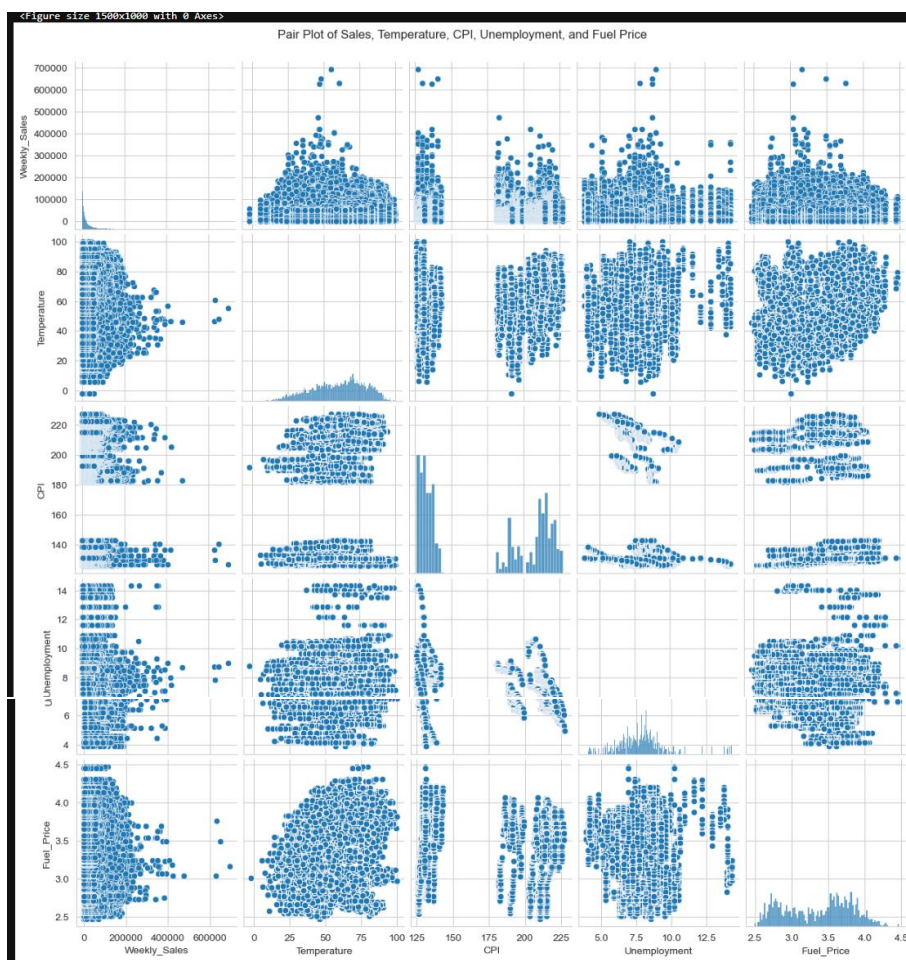 <Figure size 1500x1000 with 0 Axes>
Pair Plot of Sales, Temperature, CPI, Unemployment, and Fuel Price
700000
600000
500000
400000
300000
200000
100000
0
Weekly_Sales
100
80
60
40
20
0
Temperature
220
200
180
160
140
CPI
14
12
10
8
6
4
Unemployment
4.5
4.0
3.5
3.0
2.5
Fuel_Price
0 200000 400000 600000
Weekly_Sales
0 25 50 75 100
Temperature
125 150 175 200 225
CPI
5.0 7.5 10.0 12.5
Unemployment
2.5 3.0 3.5 4.0 4.5
Fuel_Price